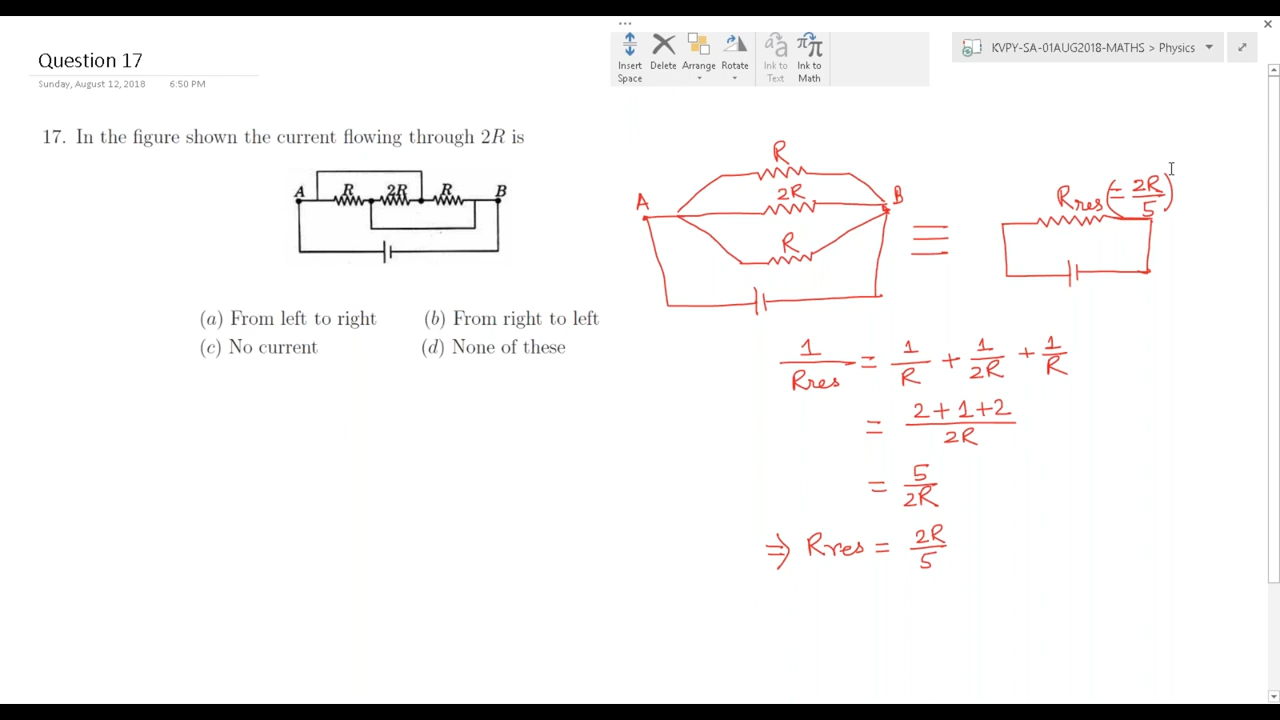 Question 17
Sunday, August 12, 2018 6:50 PM
Insert Space
Delete
Arrange
Rotate
Ink to Text
Ink to Math
KVPY-SA-01AUG2018-MATHS > Physics
17. In the figure shown the current flowing through 2R is
A R 2R R B
(a) From left to right (b) From right to left
(c) No current (d) None of these
R
A 2R B
R
Rres (= 2R/5)
1/Rres = 1/R + 1/2R + 1/R
= 2+1+2/2R
= 5/2R
⇒ Rres = 2R/5